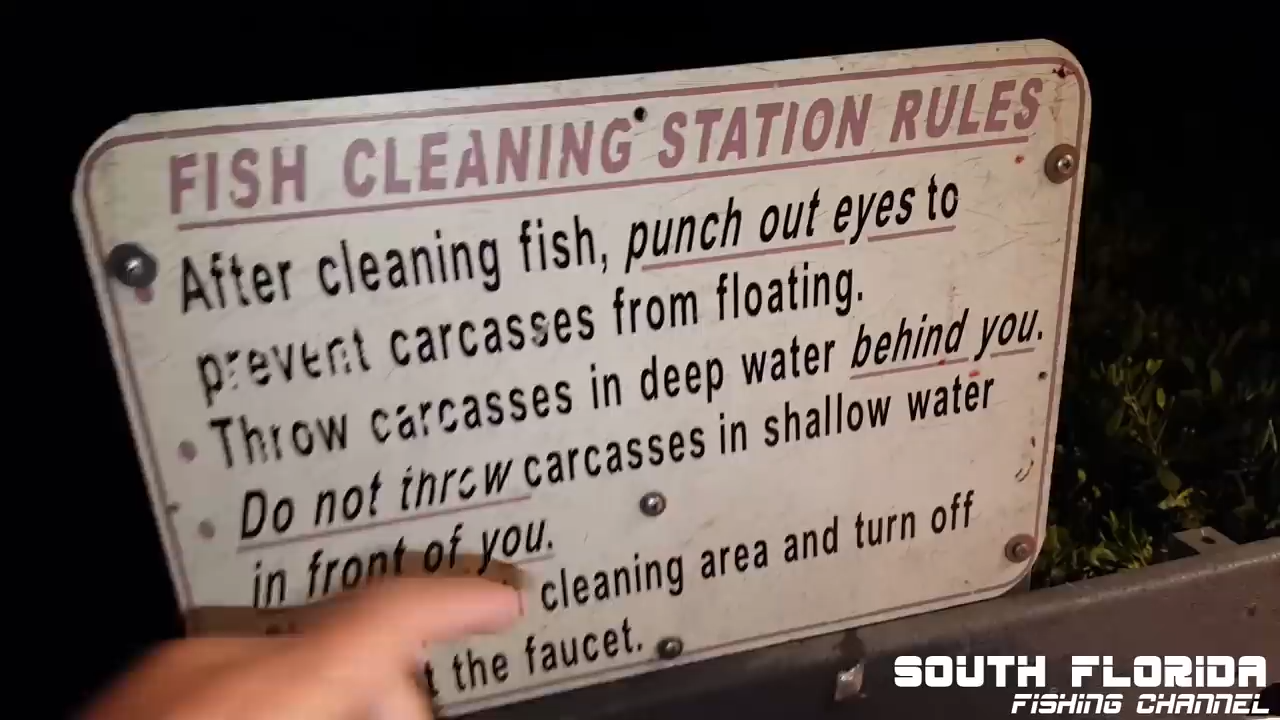 FISH CLEANING STATION RULES
After cleaning fish, punch out eyes to
prevent carcasses from floating.
Throw carcasses in deep water behind you.
Do not throw carcasses in shallow water
in front of you.
cleaning area and turn off
the faucet.
SOUTH FLORIDA
FISHING CHANNEL